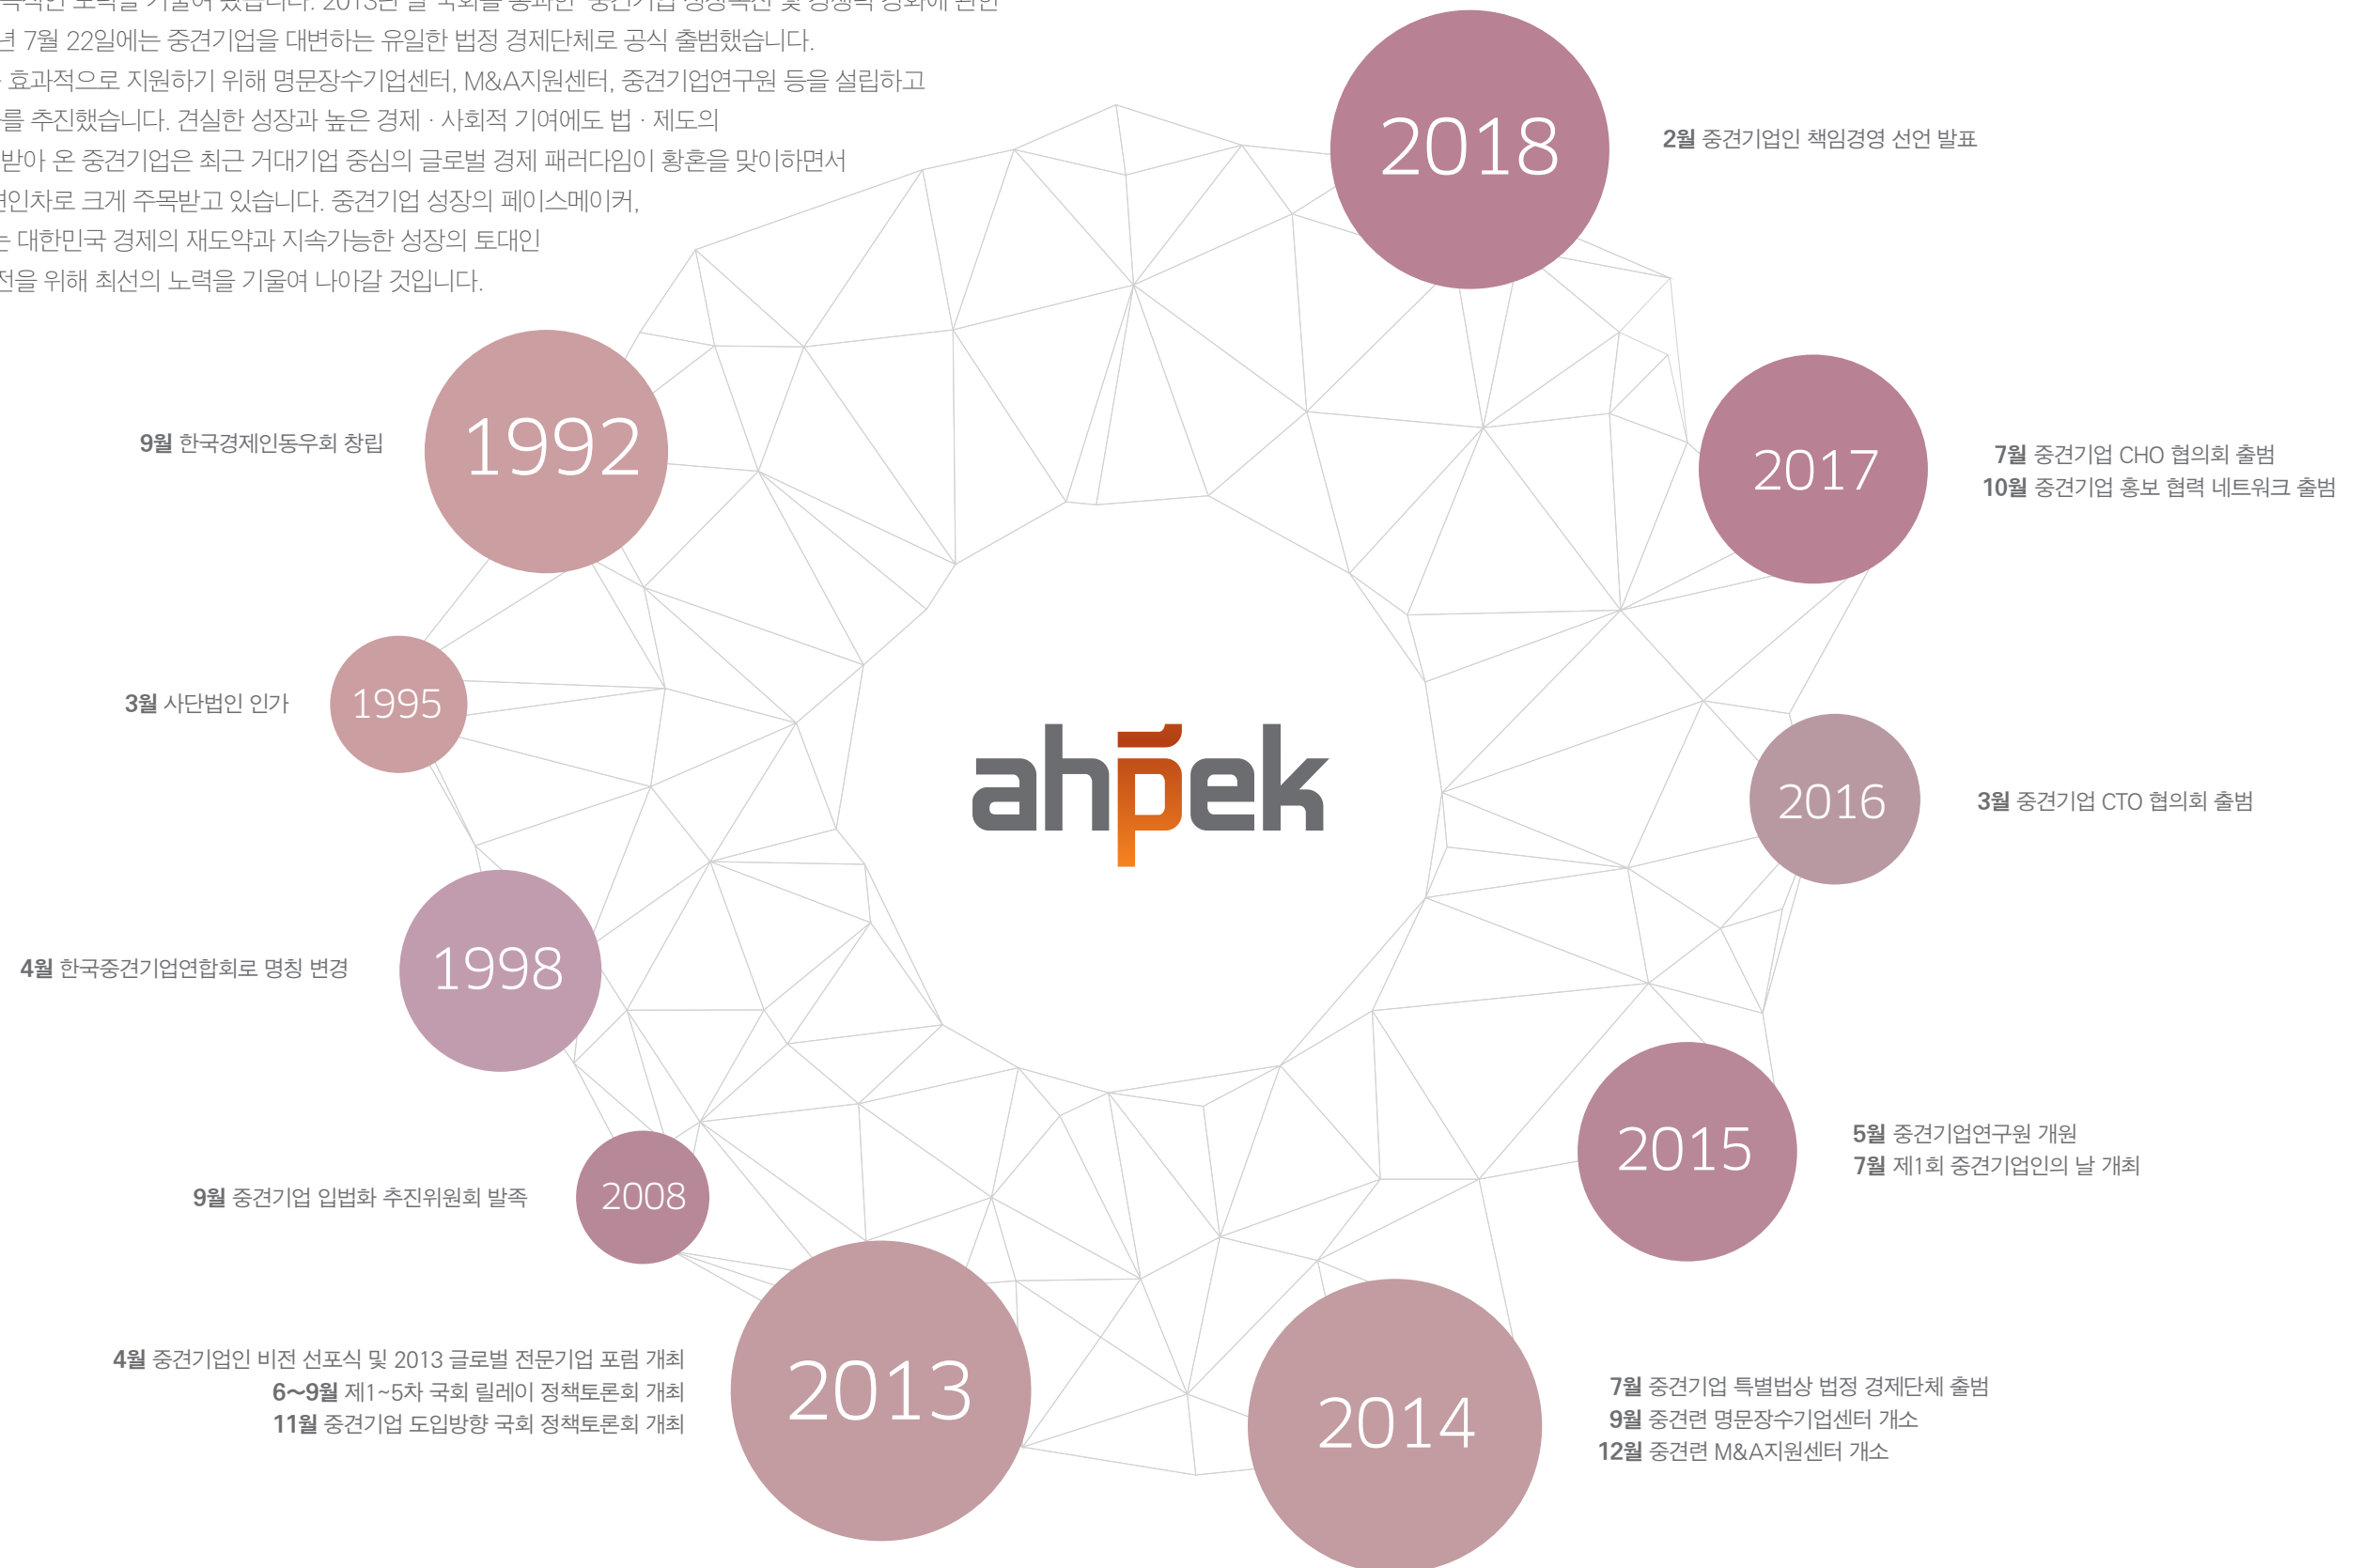 년 7월 22일에는 중견기업을 대변하는 유일한 법정 경제단체로 공식 출범했습니다.
효과적으로 지원하기 위해 명문장수기업센터, M&A지원센터, 중견기업연구원 등을 설립하고
를 추진했습니다. 견실한 성장과 높은 경제 · 사회적 기여에도 법 · 제도의
받아 온 중견기업은 최근 거대기업 중심의 글로벌 경제 패러다임이 황혼을 맞이하면서
견인차로 크게 주목받고 있습니다. 중견기업 성장의 페이스메이커,
는 대한민국 경제의 재도약과 지속가능한 성장의 토대인
전을 위해 최선의 노력을 기울여 나아갈 것입니다.
1992
9월 한국경제인동우회 창립
1995
3월 사단법인 인가
1998
4월 한국중견기업연합회로 명칭 변경
2008
9월 중견기업 입법화 추진위원회 발족
2013
4월 중견기업인 비전 선포식 및 2013 글로벌 전문기업 포럼 개최
6~9월 제1~5차 국회 릴레이 정책토론회 개최
11월 중견기업 도입방향 국회 정책토론회 개최
2014
7월 중견기업 특별법상 법정 경제단체 출범
9월 중견련 명문장수기업센터 개소
12월 중견련 M&A지원센터 개소
2015
5월 중견기업연구원 개원
7월 제1회 중견기업인의 날 개최
2016
3월 중견기업 CTO 협의회 출범
2017
7월 중견기업 CHO 협의회 출범
10월 중견기업 홍보 협력 네트워크 출범
2018
2월 중견기업인 책임경영 선언 발표
ahpek